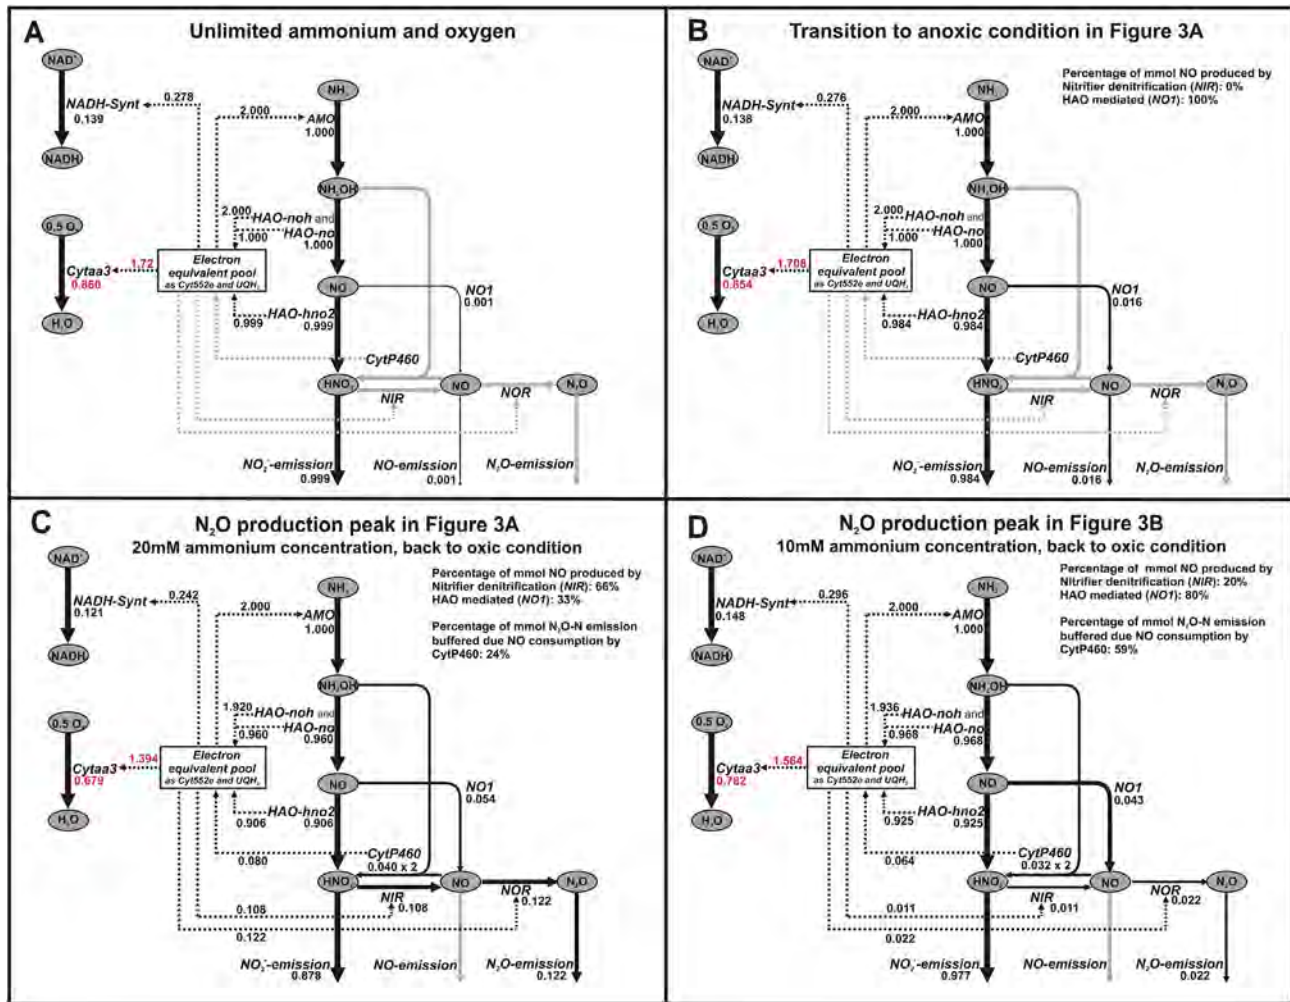 A
Unlimited ammonium and oxygen
NAD⁺
NADH-Synt
0.139
0.278
NADH
2.000
NH₃
AMO
1.000
NH₂OH
2.000
HAO-noh and
HAO-no
1.000
1.000
0.5 O₂
Cytaa3
1.72
0.860
H₂O
Electron
equivalent pool
as Cyt552e and UQH₂
NO
NO1
0.001
HAO-hno2
0.999
0.999
CytP460
HNO₂
NO
N₂O
NIR
NOR
NO₂⁻-emission
0.999
NO-emission
0.001
N₂O-emission
B
Transition to anoxic condition in Figure 3A
Percentage of mmol NO produced by
Nitrifier denitrification (NIR): 0%
HAO mediated (NO1): 100%
NAD⁺
NADH-Synt
0.138
0.276
NADH
2.000
NH₃
AMO
1.000
NH₂OH
2.000
HAO-noh and
HAO-no
1.000
1.000
0.5 O₂
Cytaa3
1.708
0.854
H₂O
Electron
equivalent pool
as Cyt552e and UQH₂
NO
NO1
0.016
HAO-hno2
0.984
0.984
CytP460
HNO₂
NO
N₂O
NIR
NOR
NO₂⁻-emission
0.984
NO-emission
0.016
N₂O-emission
C
N₂O production peak in Figure 3A
20mM ammonium concentration, back to oxic condition
Percentage of mmol NO produced by
Nitrifier denitrification (NIR): 66%
HAO mediated (NO1): 33%
Percentage of mmol N₂O-N emission
buffered due NO consumption by
CytP460: 24%
NAD⁺
NADH-Synt
0.121
0.242
NADH
2.000
NH₃
AMO
1.000
NH₂OH
1.920
HAO-noh and
HAO-no
0.960
0.960
0.5 O₂
Cytaa3
1.394
0.679
H₂O
Electron
equivalent pool
as Cyt552e and UQH₂
NO
NO1
0.054
HAO-hno2
0.906
0.906
0.080
CytP460
0.040 x 2
HNO₂
NO
N₂O
NIR
0.108
0.108
NOR
0.122
0.122
NO₂⁻-emission
0.878
NO-emission
N₂O-emission
0.122
D
N₂O production peak in Figure 3B
10mM ammonium concentration, back to oxic condition
Percentage of mmol NO produced by
Nitrifier denitrification (NIR): 20%
HAO mediated (NO1): 80%
Percentage of mmol N₂O-N emission
buffered due NO consumption by
CytP460: 59%
NAD⁺
NADH-Synt
0.148
0.296
NADH
2.000
NH₃
AMO
1.000
NH₂OH
1.936
HAO-noh and
HAO-no
0.968
0.968
0.5 O₂
Cytaa3
1.564
0.782
H₂O
Electron
equivalent pool
as Cyt552e and UQH₂
NO
NO1
0.043
HAO-hno2
0.925
0.925
0.064
CytP460
0.032 x 2
HNO₂
NO
N₂O
NIR
0.011
0.011
NOR
0.022
0.022
NO₂⁻-emission
0.977
NO-emission
N₂O-emission
0.022